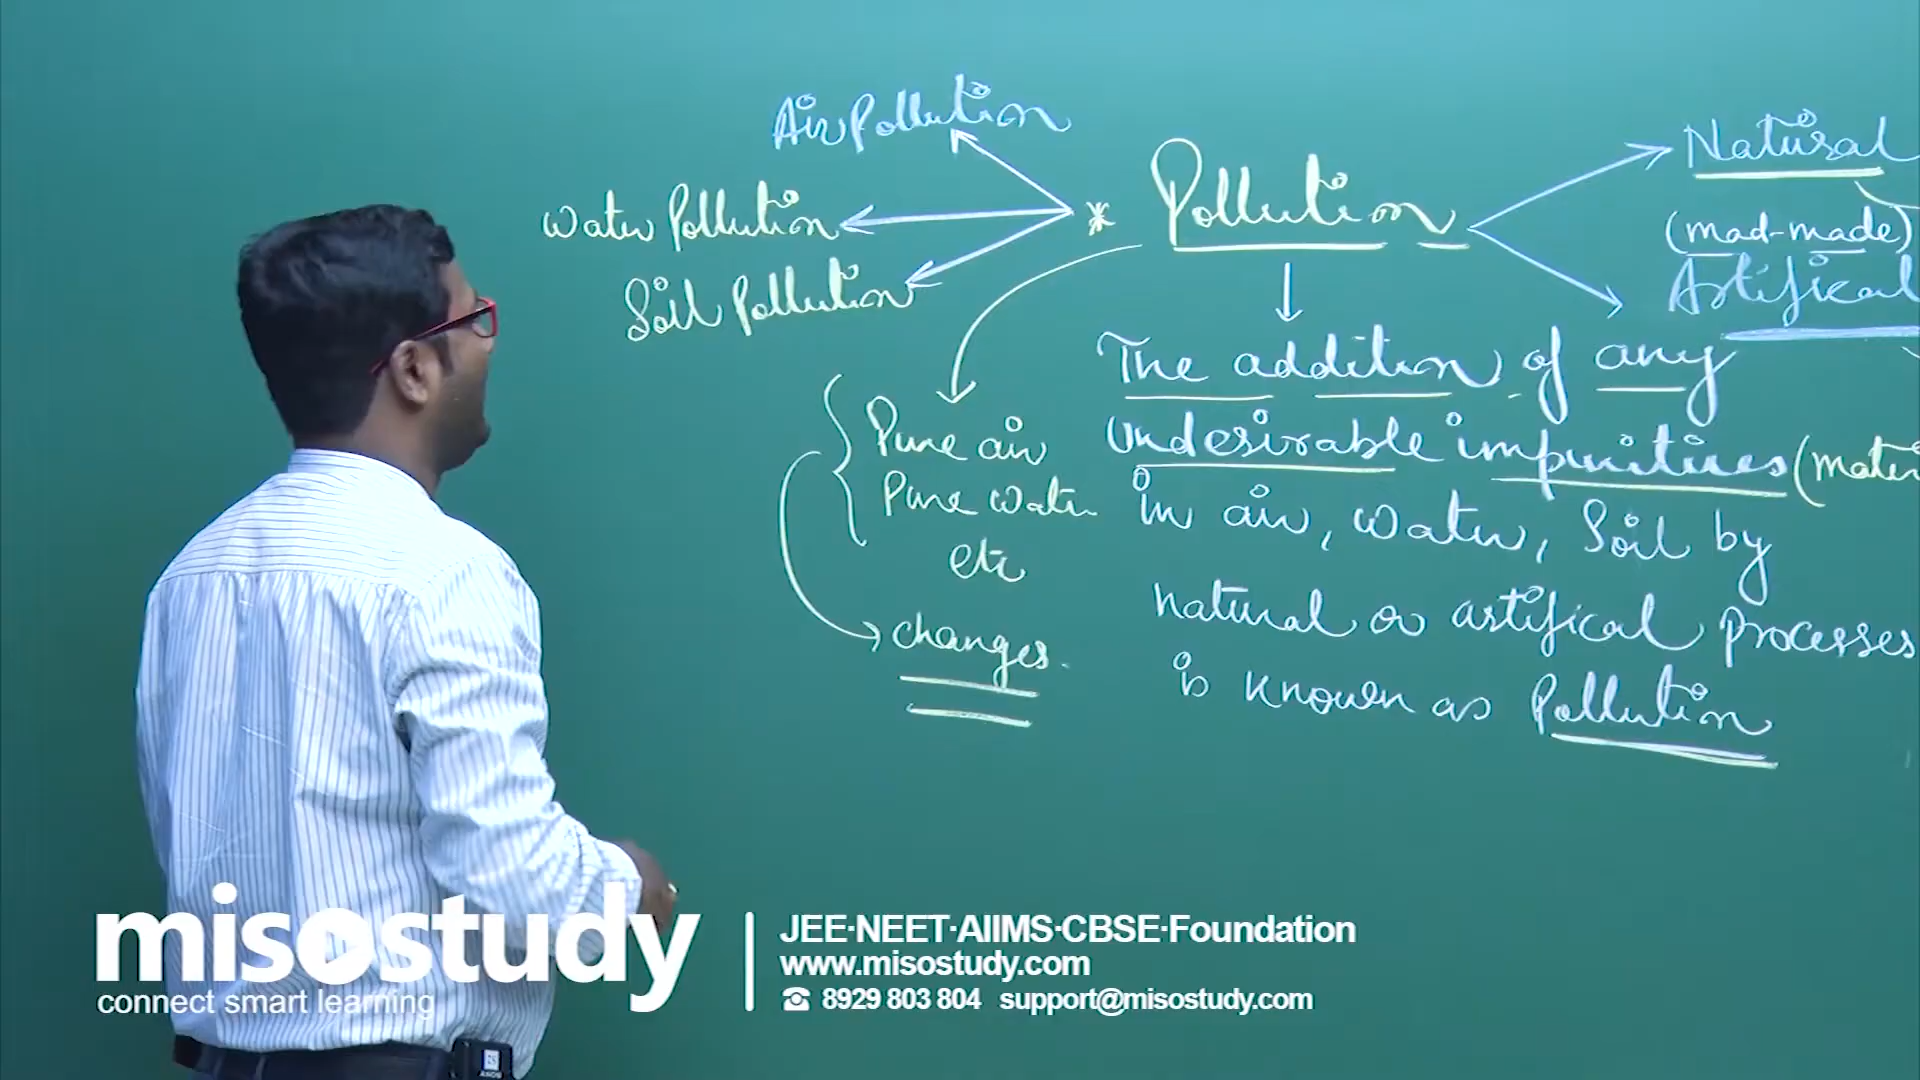 Air Pollution
Water Pollution
Soil Pollution
* Pollution
Natural
(mad-made)
Artifical
The addition of any
undesirable impurities (mater
in air, water, Soil by
natural or artifical processes
is known as Pollution
Pure air
Pure water
etc
changes
misostudy
connect smart learning
JEE·NEET·AIIMS·CBSE·Foundation
www.misostudy.com
☎ 8929 803 804 support@misostudy.com